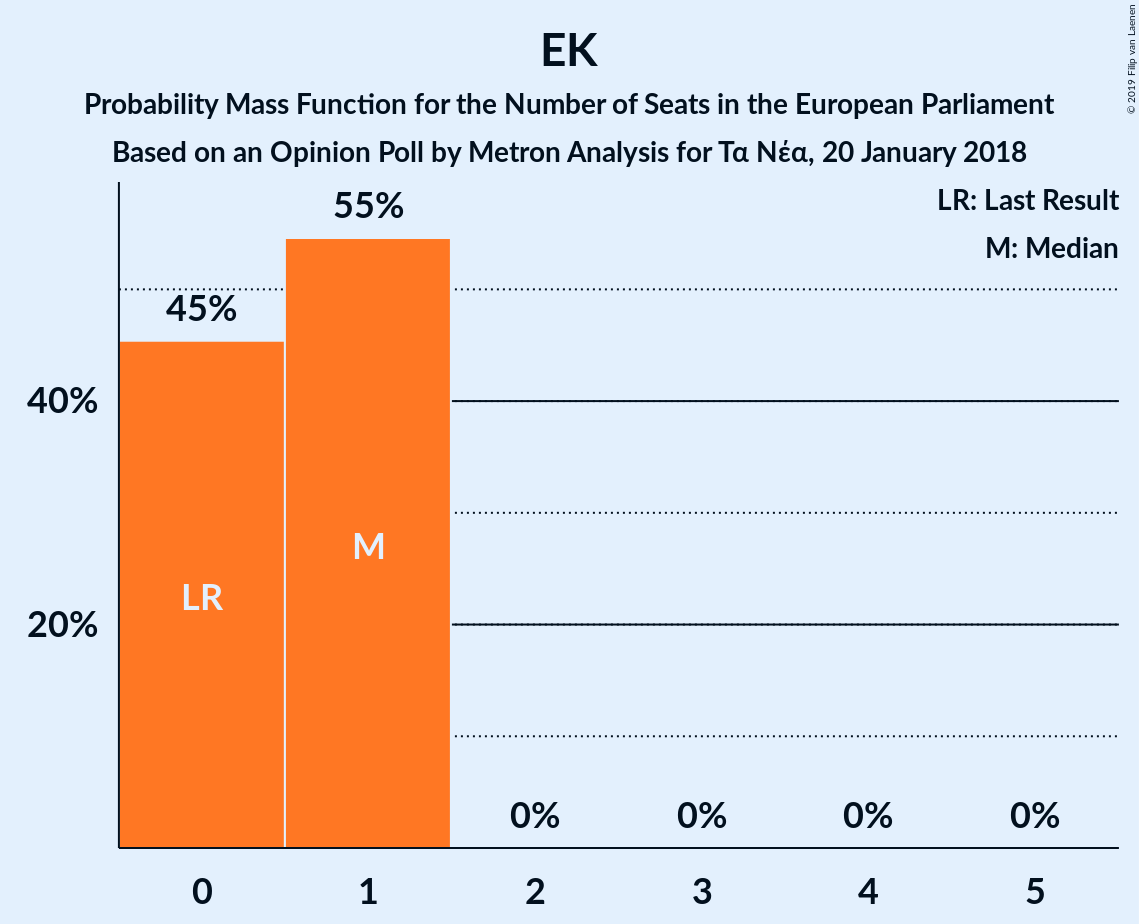 EK
Probability Mass Function for the Number of Seats in the European Parliament
Based on an Opinion Poll by Metron Analysis for Τα Νέα, 20 January 2018
© 2019 Filip van Laenen
LR: Last Result
M: Median
55%
45%
40%
20%
LR
M
0%
0%
0%
0%
0
1
2
3
4
5